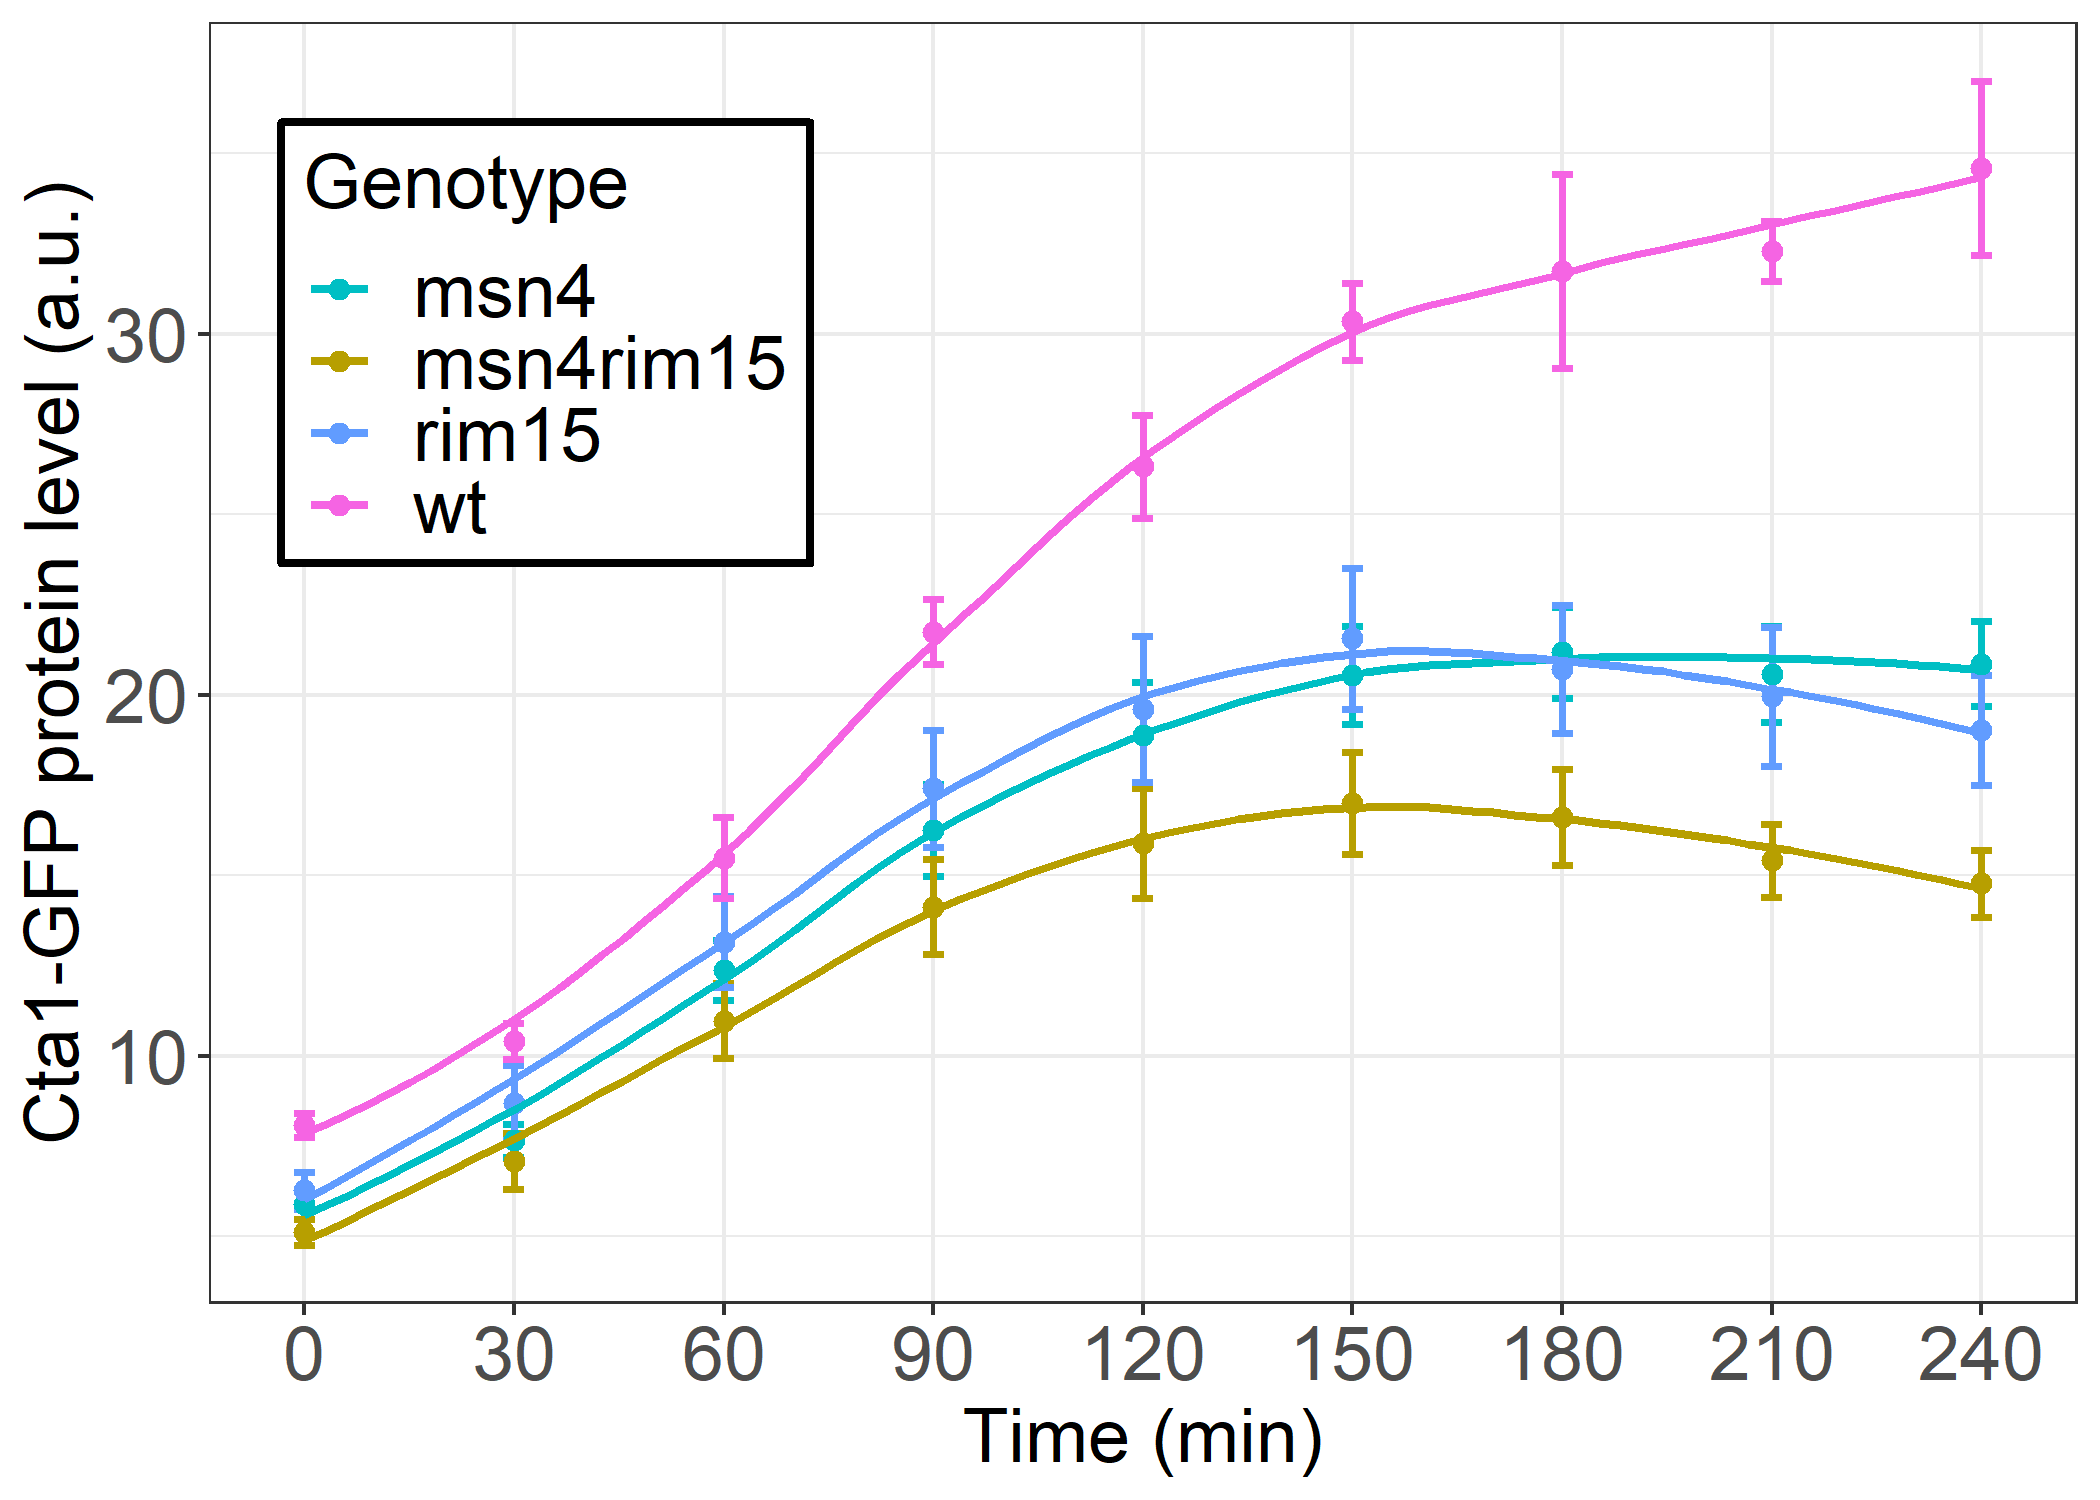 Cta1-GFP protein level (a.u.)
30
20
10
Genotype
msn4
msn4rim15
rim15
wt
0 30 60 90 120 150 180 210 240
Time (min)